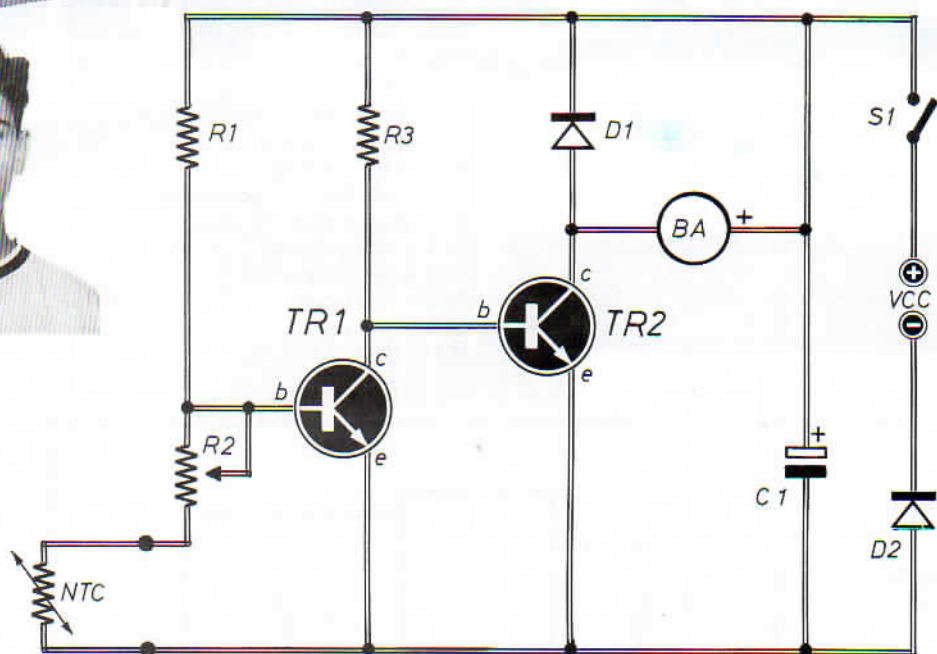 R1
R3
D1
S1
BA
+
+
VCC
−
c
b
TR2
TR1
e
c
b
e
R2
+
C1
D2
NTC